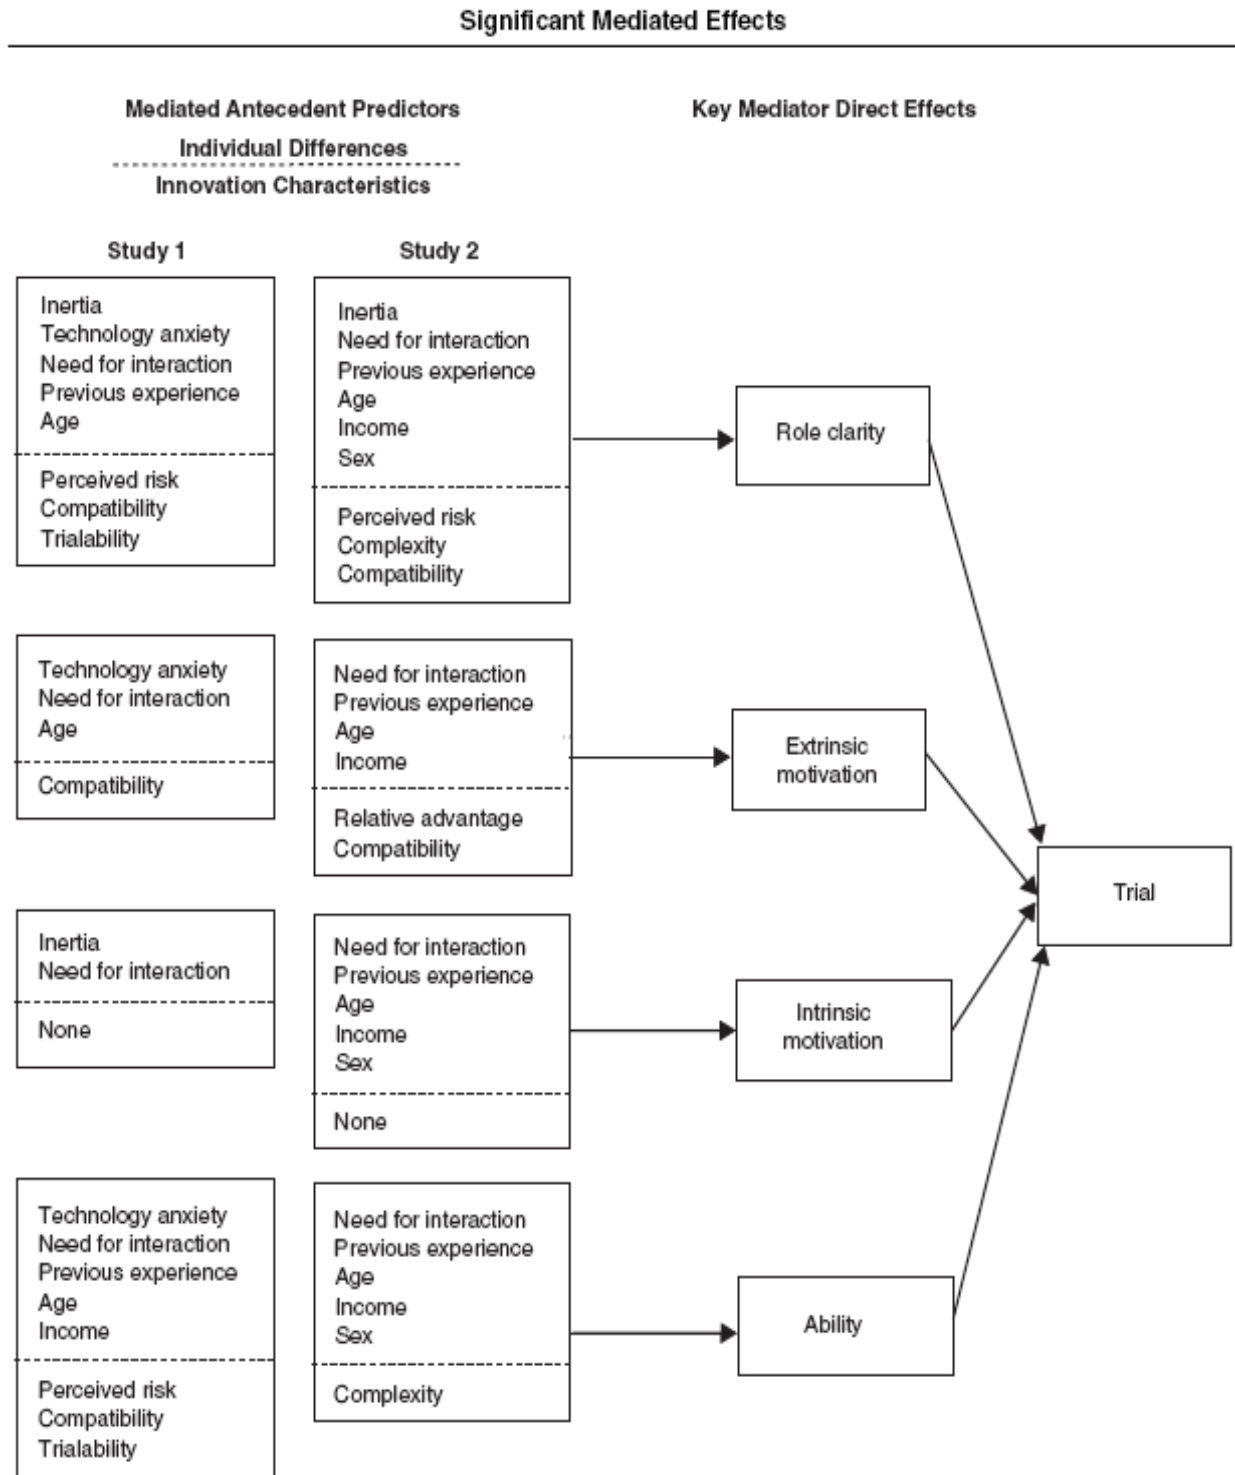 Significant Mediated Effects
Mediated Antecedent Predictors
Individual Differences
Innovation Characteristics
Key Mediator Direct Effects
Study 1
Study 2
Inertia
Technology anxiety
Need for interaction
Previous experience
Age
Perceived risk
Compatibility
Trialability
Inertia
Need for interaction
Previous experience
Age
Income
Sex
Perceived risk
Complexity
Compatibility
Role clarity
Technology anxiety
Need for interaction
Age
Compatibility
Need for interaction
Previous experience
Age
Income
Relative advantage
Compatibility
Extrinsic
motivation
Trial
Inertia
Need for interaction
None
Need for interaction
Previous experience
Age
Income
Sex
None
Intrinsic
motivation
Technology anxiety
Need for interaction
Previous experience
Age
Income
Perceived risk
Compatibility
Trialability
Need for interaction
Previous experience
Age
Income
Sex
Complexity
Ability